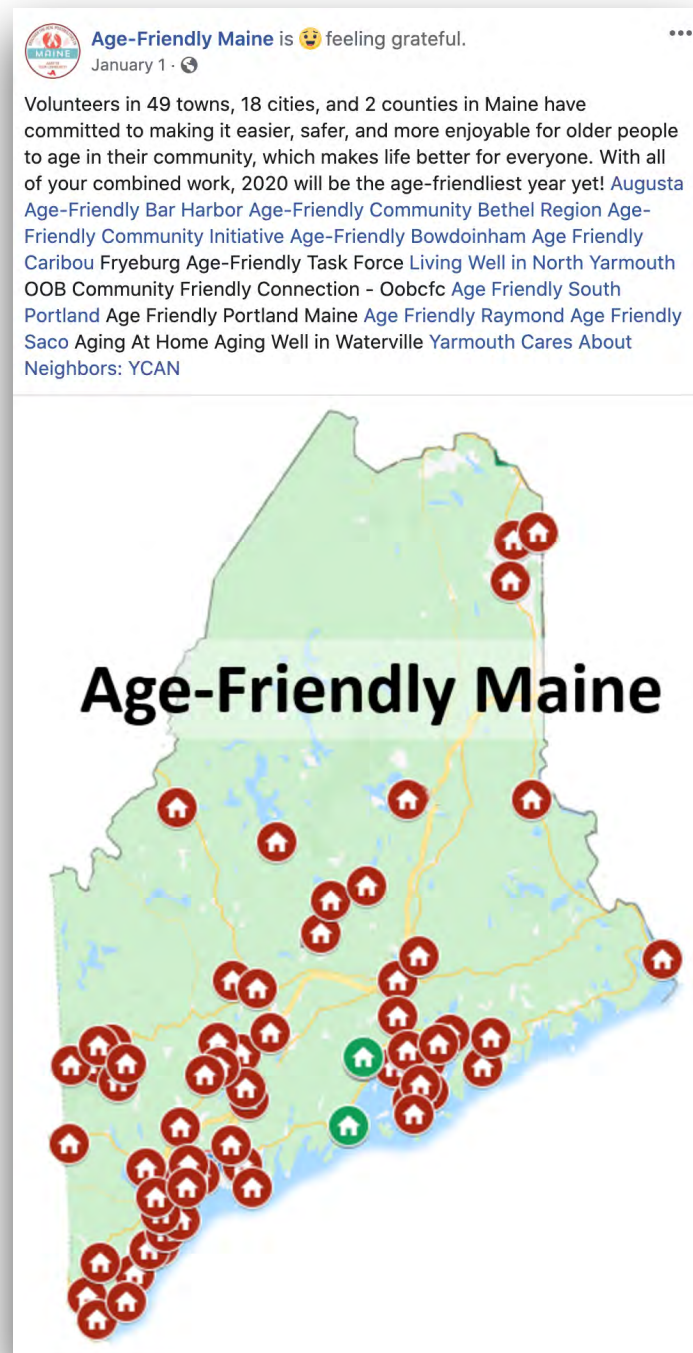 Age-Friendly Maine is feeling grateful.
January 1 ·
MAINE
Volunteers in 49 towns, 18 cities, and 2 counties in Maine have
committed to making it easier, safer, and more enjoyable for older people
to age in their community, which makes life better for everyone. With all
of your combined work, 2020 will be the age-friendliest year yet! Augusta
Age-Friendly Bar Harbor Age-Friendly Community Bethel Region Age-
Friendly Community Initiative Age-Friendly Bowdoinham Age Friendly
Caribou Fryeburg Age-Friendly Task Force Living Well in North Yarmouth
OOB Community Friendly Connection - Oobcfc Age Friendly South
Portland Age Friendly Portland Maine Age Friendly Raymond Age Friendly
Saco Aging At Home Aging Well in Waterville Yarmouth Cares About
Neighbors: YCAN
Age-Friendly Maine